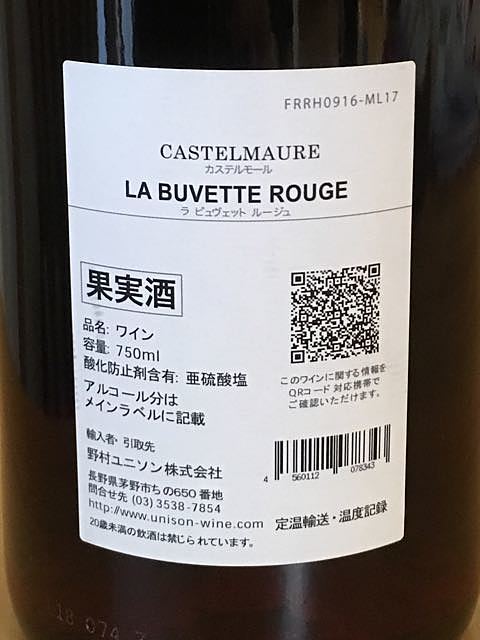 FRRH0916-ML17
CASTELMAURE
カステルモール
LA BUVETTE ROUGE
ラ ビュヴェット ルージュ
果実酒
品名: ワイン
容量: 750ml
酸化防止剤含有: 亜硫酸塩
アルコール分は
メインラベルに記載
このワインに関する情報を
QRコード対応携帯で
ご確認いただけます。
輸入者・引取先
野村ユニソン株式会社
長野県茅野市ちの650番地
問合せ先 (03) 3538-7854
http://www.unison-wine.com
20歳未満の飲酒は禁じられています。
4 560112 078343
定温輸送・温度記録
18 074